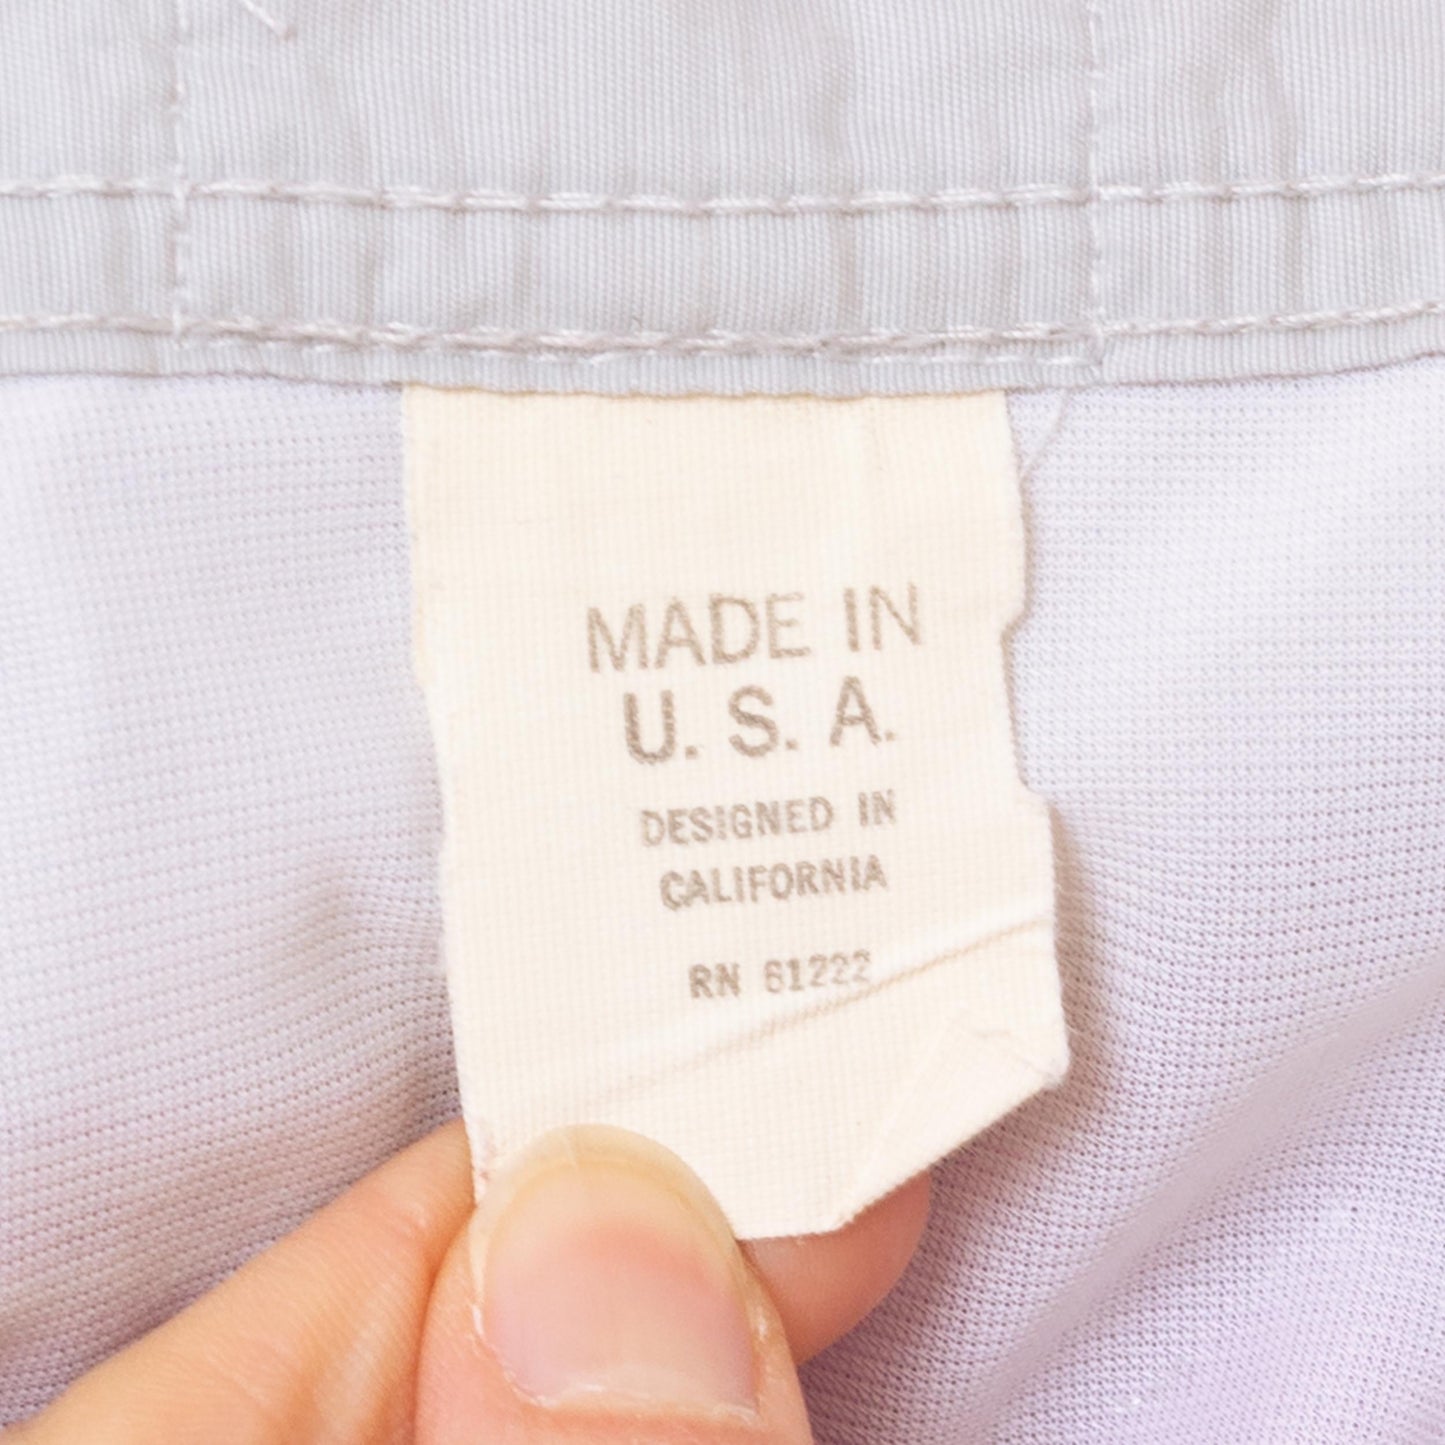 MADE IN
U. S. A.
DESIGNED IN
CALIFORNIA
RN 61222